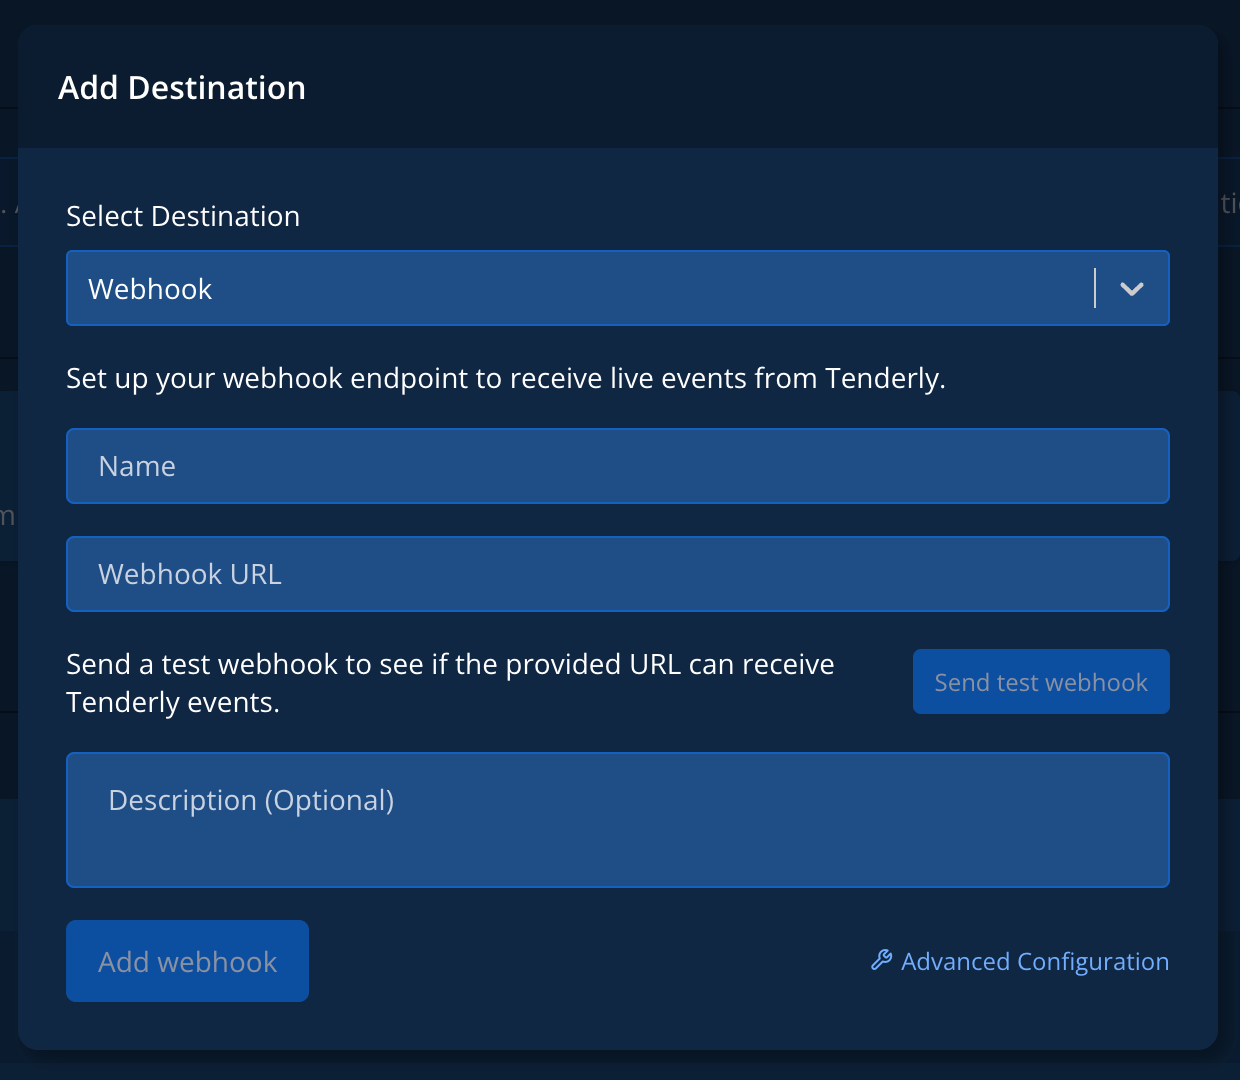 Add Destination
Select Destination
Webhook
Set up your webhook endpoint to receive live events from Tenderly.
Name
Webhook URL
Send a test webhook to see if the provided URL can receive
Tenderly events.
Send test webhook
Description (Optional)
Add webhook
Advanced Configuration